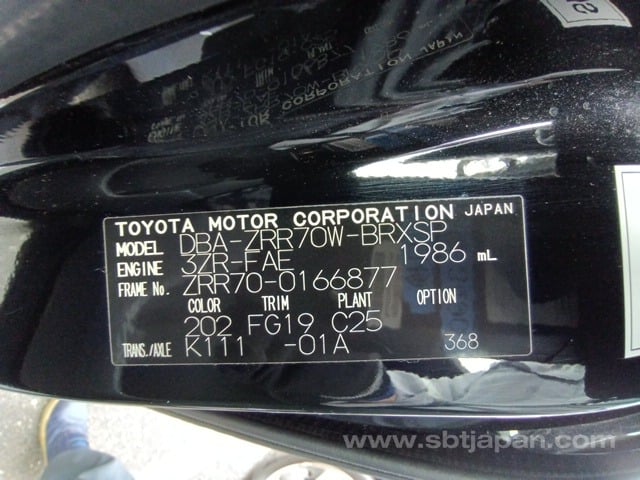 TOYOTA MOTOR CORPORATION JAPAN
MODEL DBA-ZRR70W-BRXSP
ENGINE 3ZR-FAE 1986 mL
FRAME No. ZRR70-0166877
COLOR TRIM PLANT OPTION
202 FG19 C25
TRANS./AXLE K111 -01A 368
www.sbtjapan.com